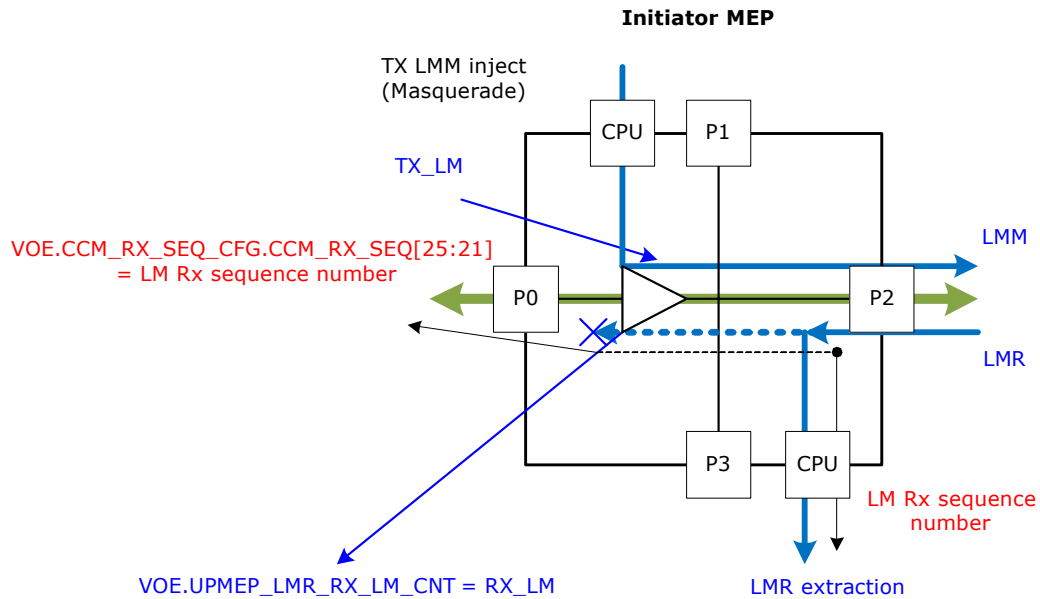 Initiator MEP
TX LMM inject
(Masquerade)
CPU
P1
TX_LM
VOE.CCM_RX_SEQ_CFG.CCM_RX_SEQ[25:21]
= LM Rx sequence number
LMM
P0
P2
LMR
P3
CPU
LM Rx sequence
number
VOE.UPMEP_LMR_RX_LM_CNT = RX_LM
LMR extraction